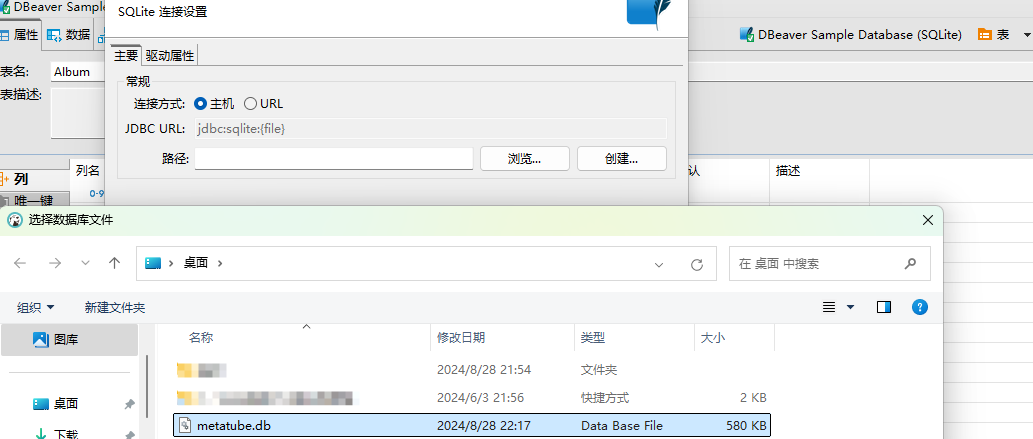 DBeaver Sample
SQLite 连接设置
属性 数据
DBeaver Sample Database (SQLite) 表
主要 驱动属性
表名: Album
常规
表描述:
连接方式: 主机 URL
JDBC URL: jdbc:sqlite:{file}
路径: 浏览... 创建...
列名 认 描述
列
0-9
唯一键
选择数据库文件
桌面
在 桌面 中搜索
组织 新建文件夹
名称 修改日期 类型 大小
图库
2024/8/28 21:54 文件夹
2024/6/3 21:56 快捷方式 2 KB
桌面
metatube.db 2024/8/28 22:17 Data Base File 580 KB
下载